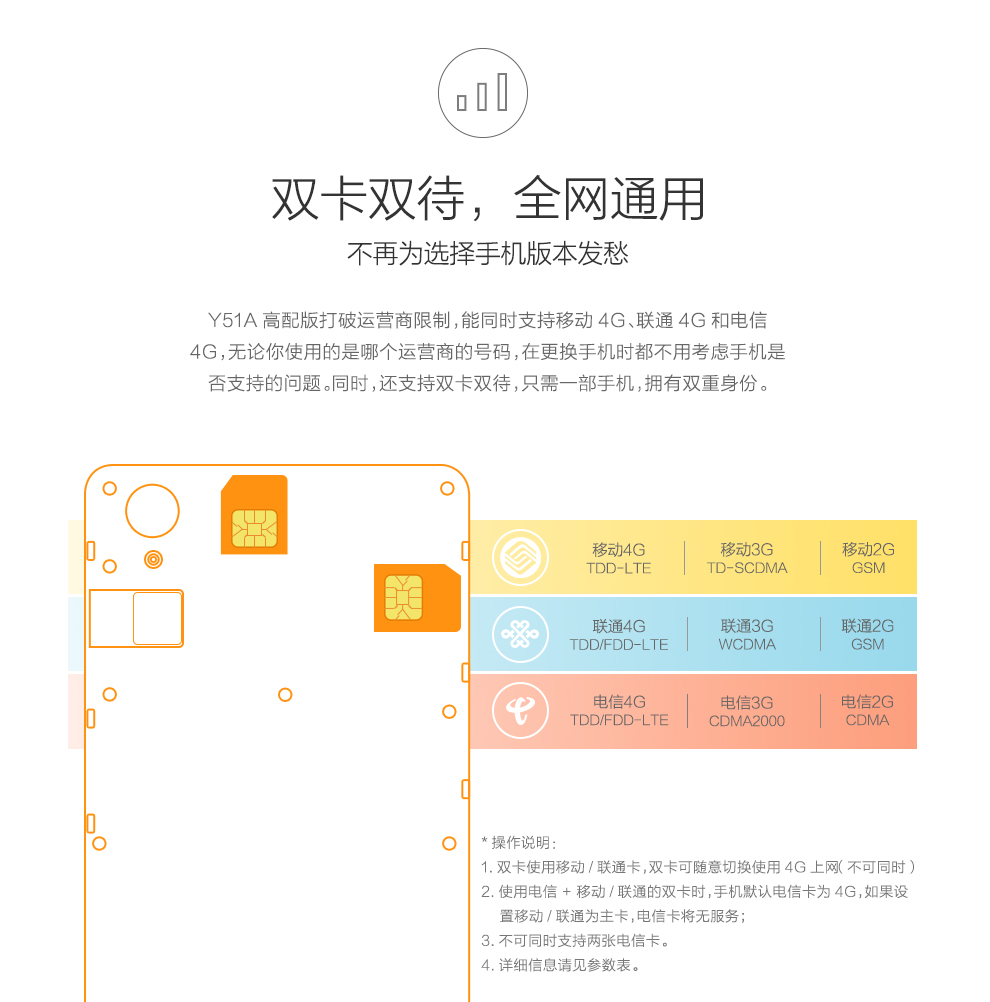 双卡双待，全网通用
不再为选择手机版本发愁
Y51A 高配版打破运营商限制，能同时支持移动 4G、联通 4G 和电信
4G，无论你使用的是哪个运营商的号码，在更换手机时都不用考虑手机是
否支持的问题。同时，还支持双卡双待，只需一部手机，拥有双重身份。
移动4G 移动3G 移动2G
TDD-LTE TD-SCDMA GSM
联通4G 联通3G 联通2G
TDD/FDD-LTE WCDMA GSM
电信4G 电信3G 电信2G
TDD/FDD-LTE CDMA2000 CDMA
* 操作说明：
1. 双卡使用移动 / 联通卡，双卡可随意切换使用 4G 上网（ 不可同时 ）
2. 使用电信 + 移动 / 联通的双卡时，手机默认电信卡为 4G，如果设
置移动 / 联通为主卡，电信卡将无服务；
3. 不可同时支持两张电信卡。
4. 详细信息请见参数表。